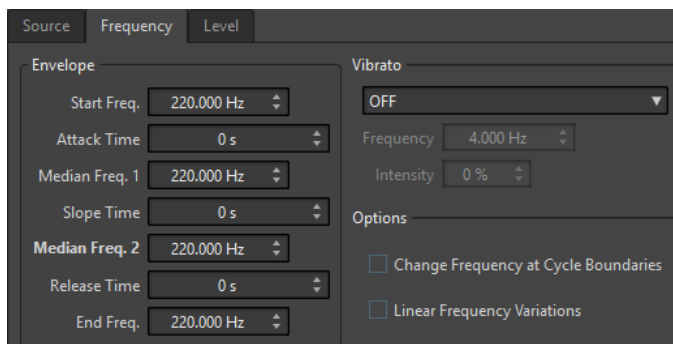 Source Frequency Level
Envelope
Start Freq. 220.000 Hz
Attack Time 0 s
Median Freq. 1 220.000 Hz
Slope Time 0 s
Median Freq. 2 220.000 Hz
Release Time 0 s
End Freq. 220.000 Hz
Vibrato
OFF
Frequency 4.000 Hz
Intensity 0 %
Options
Change Frequency at Cycle Boundaries
Linear Frequency Variations